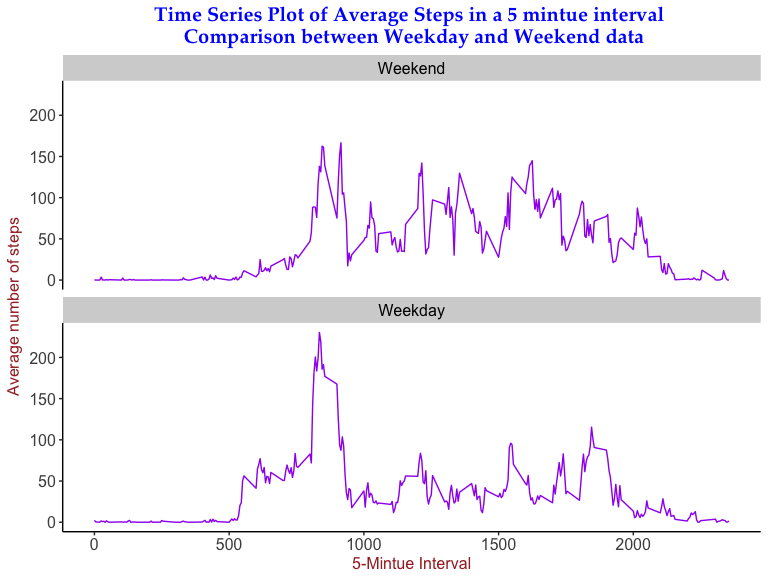 Time Series Plot of Average Steps in a 5 mintue interval
Comparison between Weekday and Weekend data
Weekend
200
150
100
50
0
Average number of steps
Weekday
200
150
100
50
0
0 500 1000 1500 2000
5-Mintue Interval